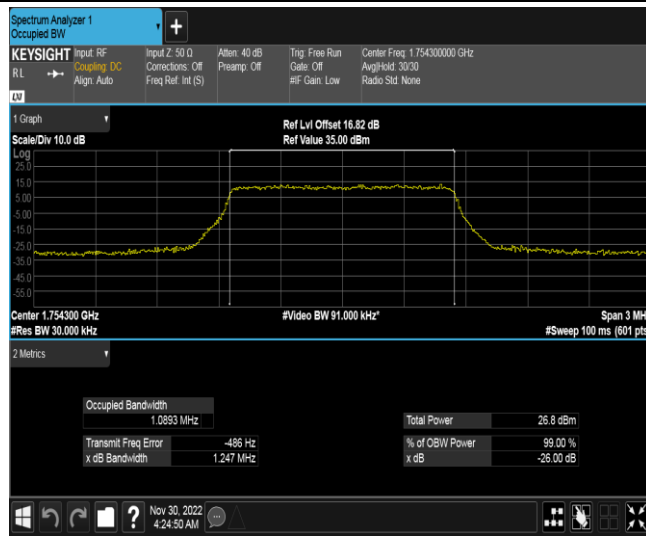 Spectrum Analyzer 1
Occupied BW
+
KEYSIGHT
RL
Input: RF
Coupling: DC
Align: Auto
Input Z: 50 Ω
Corrections: Off
Freq Ref: Int (S)
Atten: 40 dB
Preamp: Off
Trig: Free Run
Gate: Off
#IF Gain: Low
Center Freq: 1.754300000 GHz
Avg|Hold: 30/30
Radio Std: None
LXI
1 Graph
Scale/Div 10.0 dB
Ref Lvl Offset 16.82 dB
Ref Value 35.00 dBm
Log
25.0
15.0
5.00
-5.00
-15.0
-25.0
-35.0
-45.0
-55.0
Center 1.754300 GHz
#Res BW 30.000 kHz
#Video BW 91.000 kHz*
Span 3 MH
#Sweep 100 ms (601 pts
2 Metrics
Occupied Bandwidth
1.0893 MHz
Transmit Freq Error -486 Hz
x dB Bandwidth 1.247 MHz
Total Power 26.8 dBm
% of OBW Power 99.00 %
x dB -26.00 dB
?
Nov 30, 2022
4:24:50 AM